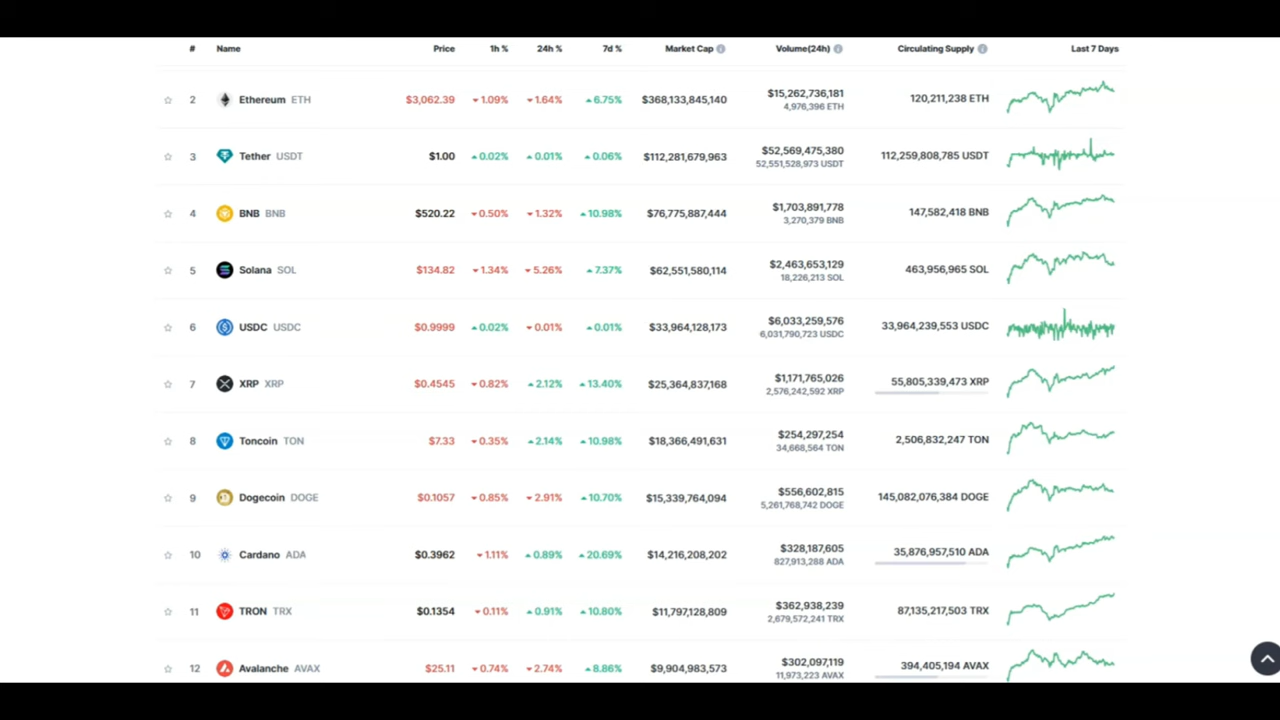 # Name Price 1h % 24h % 7d % Market Cap Volume(24h) Circulating Supply Last 7 Days
2 Ethereum ETH $3,062.39 1.09% 1.64% 6.75% $368,133,845,140 $15,262,736,181 120,211,238 ETH
4,976,396 ETH
3 Tether USDT $1.00 0.02% 0.01% 0.06% $112,281,679,963 $52,569,475,380 112,259,808,785 USDT
52,551,528,973 USDT
4 BNB BNB $520.22 0.50% 1.32% 10.98% $76,775,887,444 $1,703,891,778 147,582,418 BNB
3,270,379 BNB
5 Solana SOL $134.82 1.34% 5.26% 7.37% $62,551,580,114 $2,463,653,129 463,956,965 SOL
18,226,213 SOL
6 USDC USDC $0.9999 0.02% 0.01% 0.01% $33,964,128,173 $6,033,259,576 33,964,239,553 USDC
6,031,790,723 USDC
7 XRP XRP $0.4545 0.82% 2.12% 13.40% $25,364,837,168 $1,171,765,026 55,805,339,473 XRP
2,576,242,592 XRP
8 Toncoin TON $7.33 0.35% 2.14% 10.98% $18,366,491,631 $254,297,254 2,506,832,247 TON
34,668,564 TON
9 Dogecoin DOGE $0.1057 0.85% 2.91% 10.70% $15,339,764,094 $556,602,815 145,082,076,384 DOGE
5,261,768,742 DOGE
10 Cardano ADA $0.3962 1.11% 0.89% 20.69% $14,216,208,202 $328,187,605 35,876,957,510 ADA
827,913,288 ADA
11 TRON TRX $0.1354 0.11% 0.91% 10.80% $11,797,128,809 $362,938,239 87,135,217,503 TRX
2,679,572,241 TRX
12 Avalanche AVAX $25.11 0.74% 2.74% 8.86% $9,904,983,573 $302,097,119 394,405,194 AVAX
11,973,223 AVAX